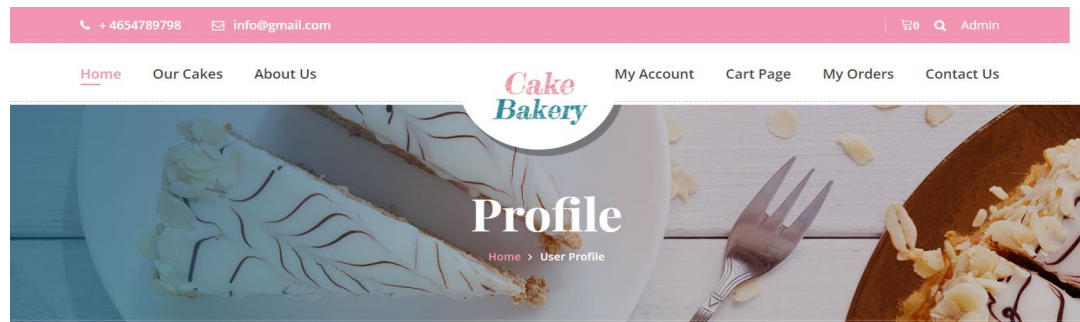 + 4654789798 info@gmail.com 0 Admin
Home Our Cakes About Us My Account Cart Page My Orders Contact Us
Cake
Bakery
Profile
Home > User Profile